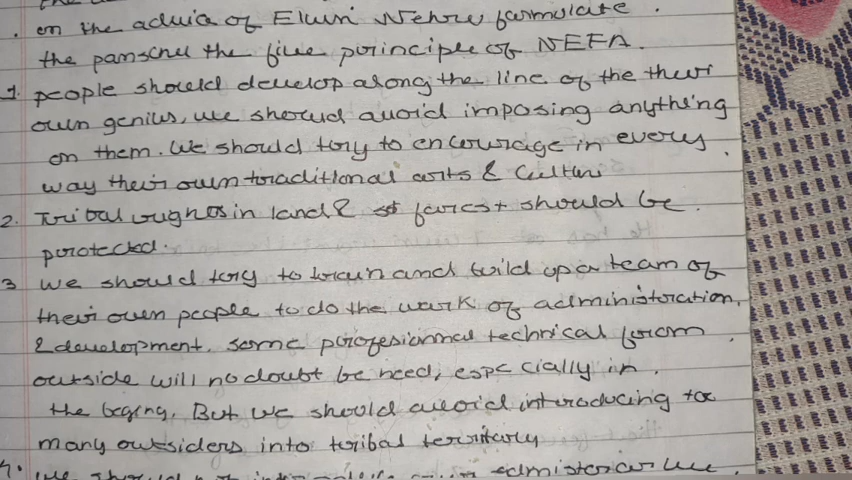 . on the advice of Elwin Nehru formulate .
the panscheel the five principle of NEFA.
1. people should develop along the line of the their
own genius, we should avoid imposing anything
on them. We should try to encourage in every .
way their own traditional arts & Culture
2. Tribal rights in land & forest should be .
protected.
3 we should try to train and build up a team of
their own people to do the work of administration,
& development. some professional technical from .
outside will no doubt be need, especially in .
the beging. But we should avoid introducing too
many outsiders into tribal territory
4. we should